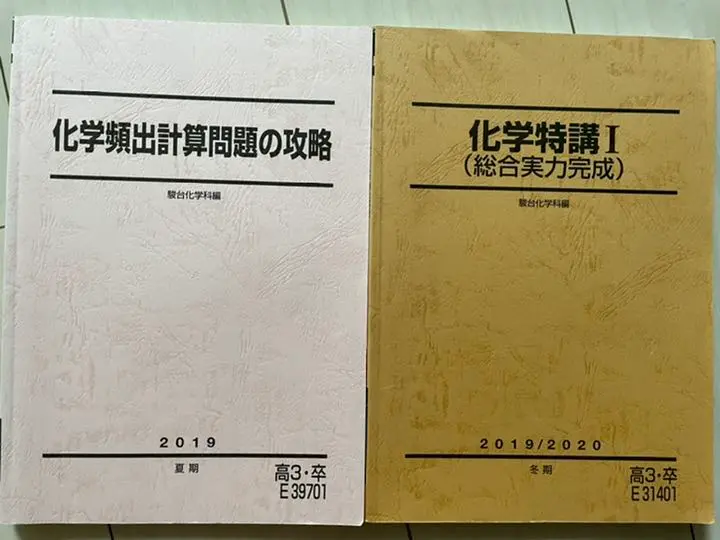 化学頻出計算問題の攻略
駿台化学科編
2019
夏期
高3・卒
E39701
化学特講I
(総合実力完成)
駿台化学科編
2019/2020
冬期
高3・卒
E31401